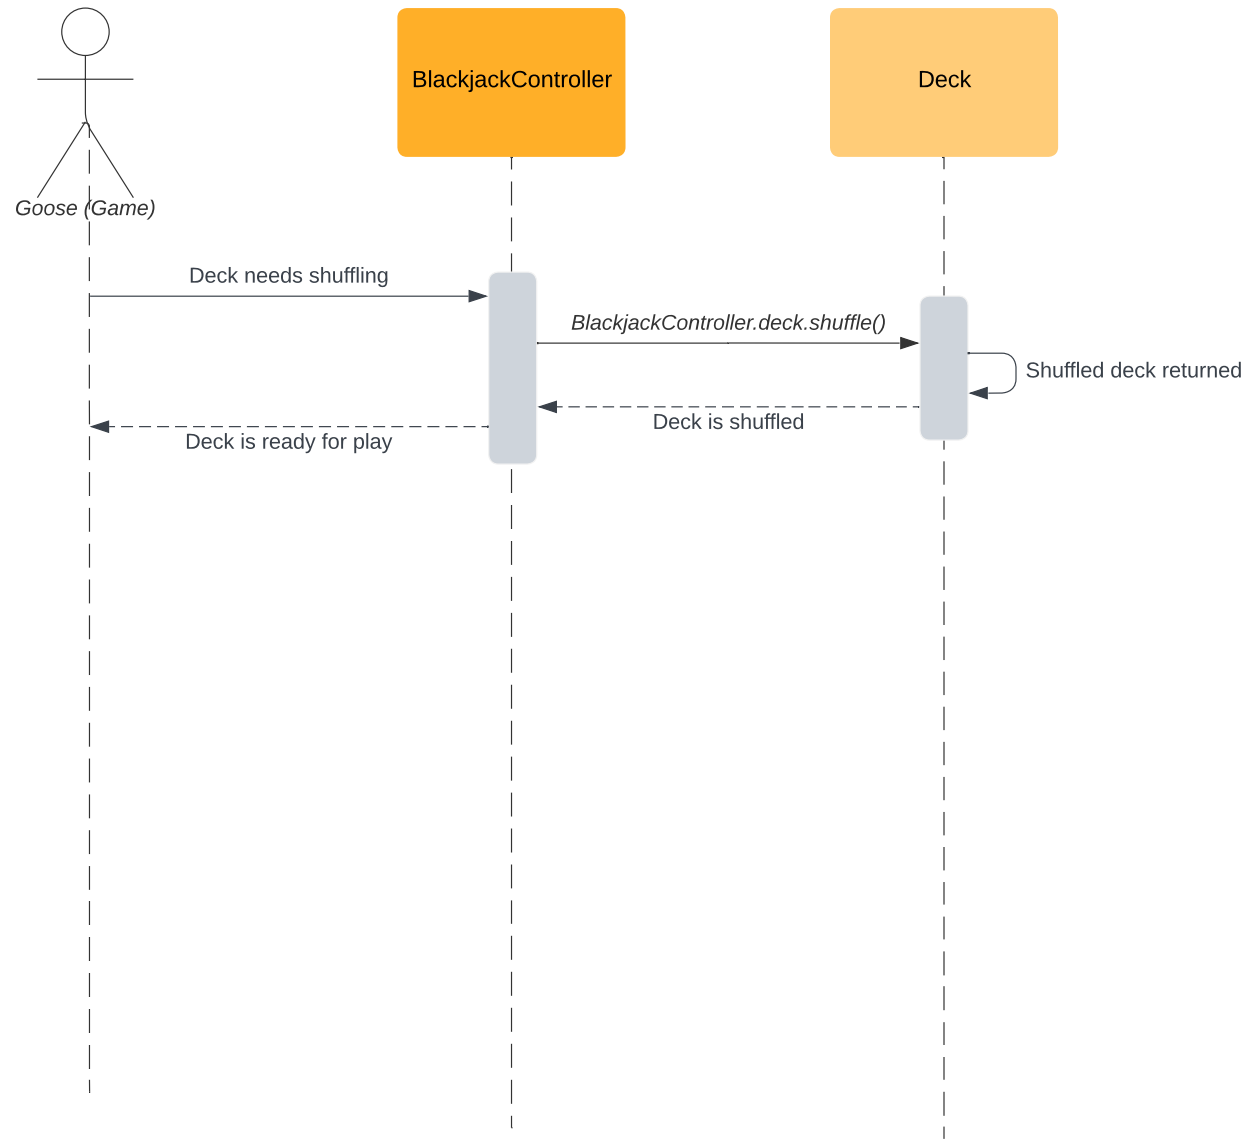 BlackjackController
Deck
Goose (Game)
Deck needs shuffling
BlackjackController.deck.shuffle()
Shuffled deck returned
Deck is shuffled
Deck is ready for play